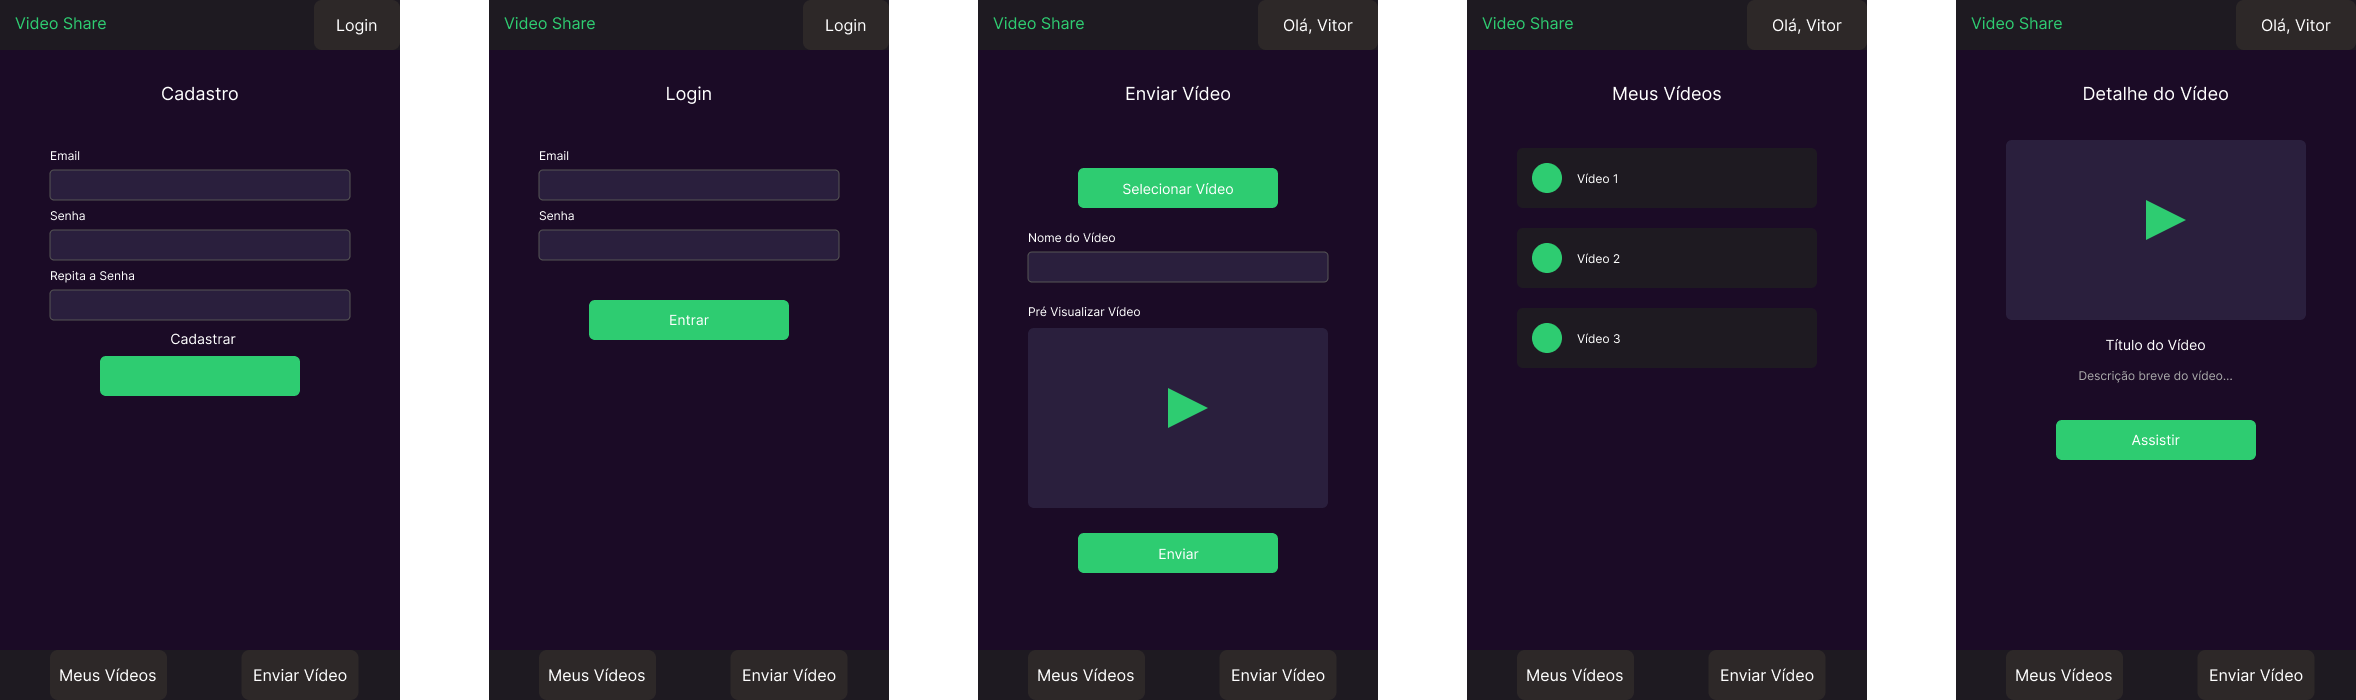 Video Share
Login
Cadastro
Email
Senha
Repita a Senha
Cadastrar
Meus Vídeos
Enviar Vídeo
Video Share
Login
Login
Email
Senha
Entrar
Meus Vídeos
Enviar Vídeo
Video Share
Olá, Vitor
Enviar Vídeo
Selecionar Vídeo
Nome do Vídeo
Pré Visualizar Vídeo
Enviar
Meus Vídeos
Enviar Vídeo
Video Share
Olá, Vitor
Meus Vídeos
Vídeo 1
Vídeo 2
Vídeo 3
Meus Vídeos
Enviar Vídeo
Video Share
Olá, Vitor
Detalhe do Vídeo
Título do Vídeo
Descrição breve do vídeo...
Assistir
Meus Vídeos
Enviar Vídeo